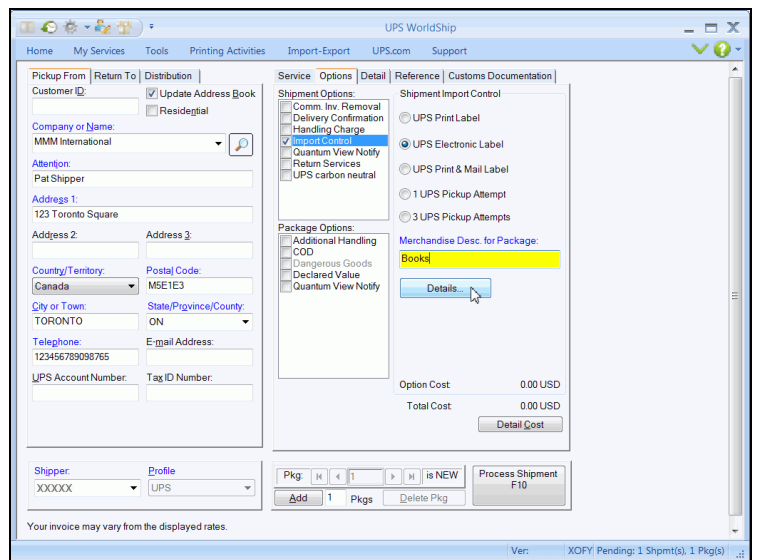 UPS WorldShip
Home My Services Tools Printing Activities Import-Export UPS.com Support
Pickup From Return To Distribution
Customer ID:
Update Address Book
Residential
Company or Name:
MMM International
Attention:
Pat Shipper
Address 1:
123 Toronto Square
Address 2: Address 3:
Country/Territory: Postal Code:
Canada M5E1E3
City or Town: State/Province/County:
TORONTO ON
Telephone: E-mail Address:
123456789098765
UPS Account Number: Tax ID Number:
Shipper: Profile
XXXXX UPS
Your invoice may vary from the displayed rates.
Service Options Detail Reference Customs Documentation
Shipment Options:
Comm. Inv. Removal
Delivery Confirmation
Handling Charge
Import Control
Quantum View Notify
Return Services
UPS carbon neutral
Package Options:
Additional Handling
COD
Dangerous Goods
Declared Value
Quantum View Notify
Shipment Import Control
UPS Print Label
UPS Electronic Label
UPS Print & Mail Label
1 UPS Pickup Attempt
3 UPS Pickup Attempts
Merchandise Desc. for Package:
Books
Details...
Option Cost: 0.00 USD
Total Cost: 0.00 USD
Detail Cost
Pkg: 1 is NEW
Add 1 Pkgs Delete Pkg
Process Shipment
F10
Ver: XOFY Pending: 1 Shpmt(s), 1 Pkg(s)